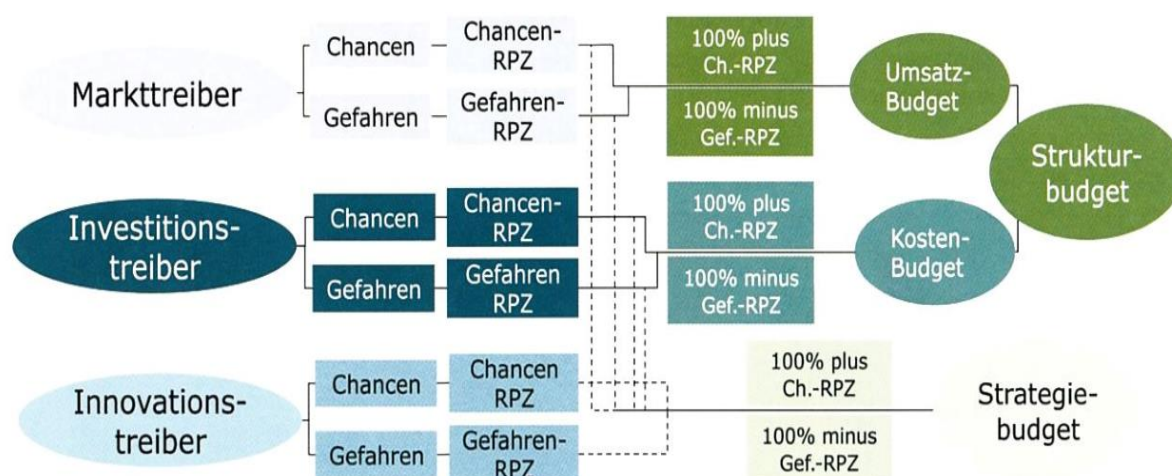 Markttreiber
Chancen
Chancen-
RPZ
Gefahren
Gefahren-
RPZ
100% plus
Ch.-RPZ
100% minus
Gef.-RPZ
Umsatz-
Budget
Struktur-
budget
Investitions-
treiber
Chancen
Chancen-
RPZ
Gefahren
Gefahren
RPZ
100% plus
Ch.-RPZ
100% minus
Gef.-RPZ
Kosten-
Budget
Innovations-
treiber
Chancen
Chancen
RPZ
Gefahren
Gefahren-
RPZ
100% plus
Ch.-RPZ
100% minus
Gef.-RPZ
Strategie-
budget